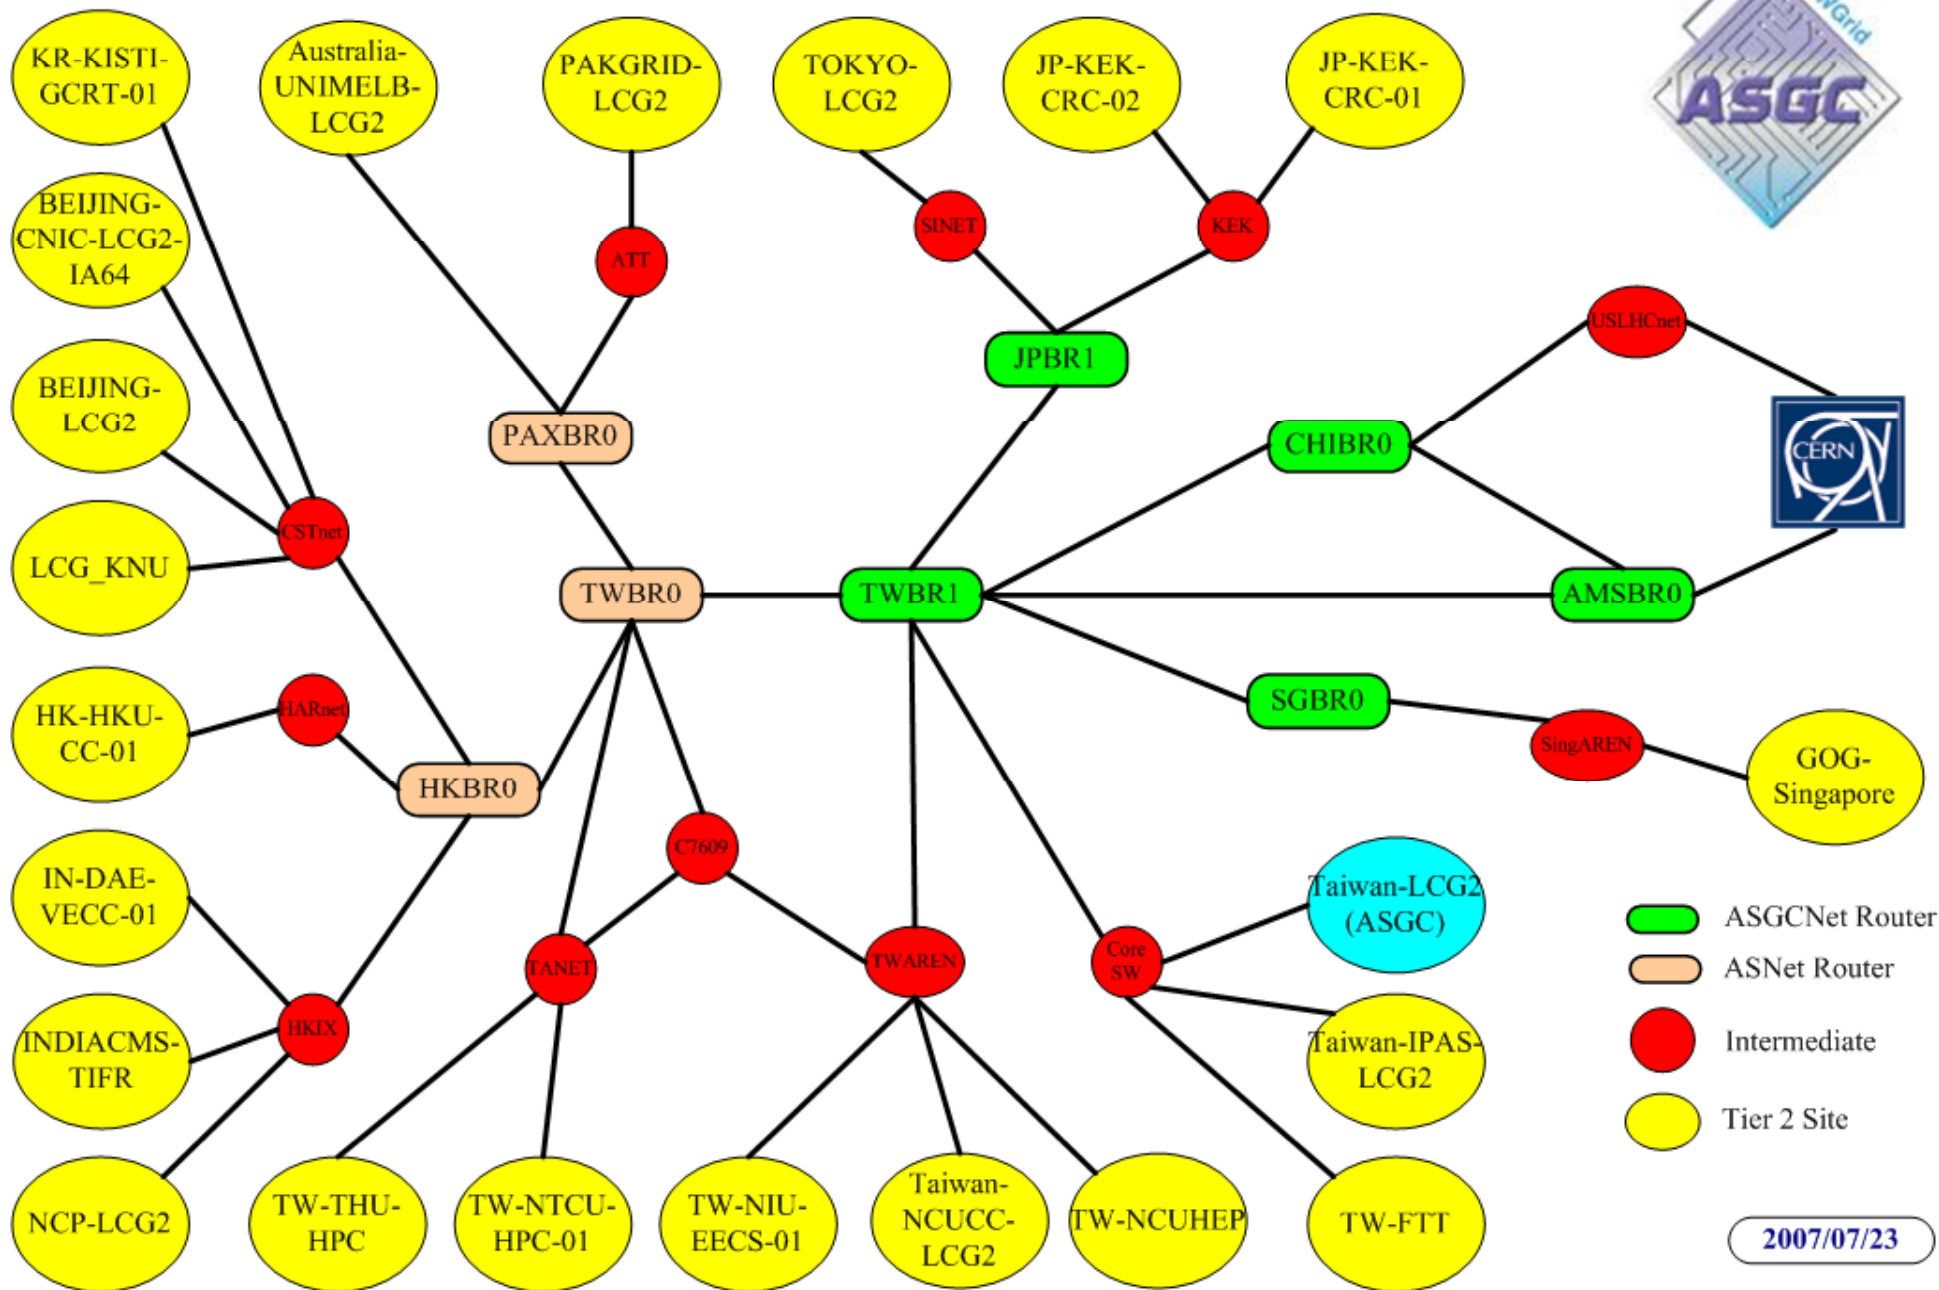 KR-KISTI-
GCRT-01
Australia-
UNIMELB-
LCG2
PAKGRID-
LCG2
TOKYO-
LCG2
JP-KEK-
CRC-02
JP-KEK-
CRC-01
WGrid
ASGC
BEIJING-
CNIC-LCG2-
IA64
ATT
SINET
KEK
USLHCnet
JPBR1
BEIJING-
LCG2
PAXBR0
CHIBR0
CERN
CSTnet
LCG_KNU
TWBR0
TWBR1
AMSBR0
HK-HKU-
CC-01
HARnet
SGBR0
SingAREN
GOG-
Singapore
HKBR0
C7609
IN-DAE-
VECC-01
Taiwan-LCG2
(ASGC)
ASGCNet Router
ASNet Router
TANET
TWAREN
Core
SW
INDIACMS-
TIFR
HKIX
Taiwan-IPAS-
LCG2
Intermediate
Tier 2 Site
NCP-LCG2
TW-THU-
HPC
TW-NTCU-
HPC-01
TW-NIU-
EECS-01
Taiwan-
NCUCC-
LCG2
TW-NCUHEP
TW-FTT
2007/07/23